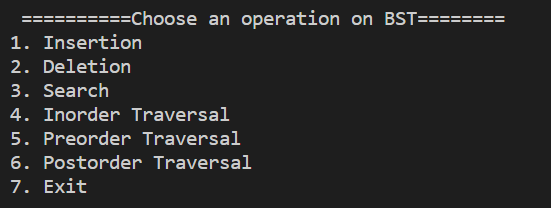 ==========Choose an operation on BST========
1. Insertion
2. Deletion
3. Search
4. Inorder Traversal
5. Preorder Traversal
6. Postorder Traversal
7. Exit